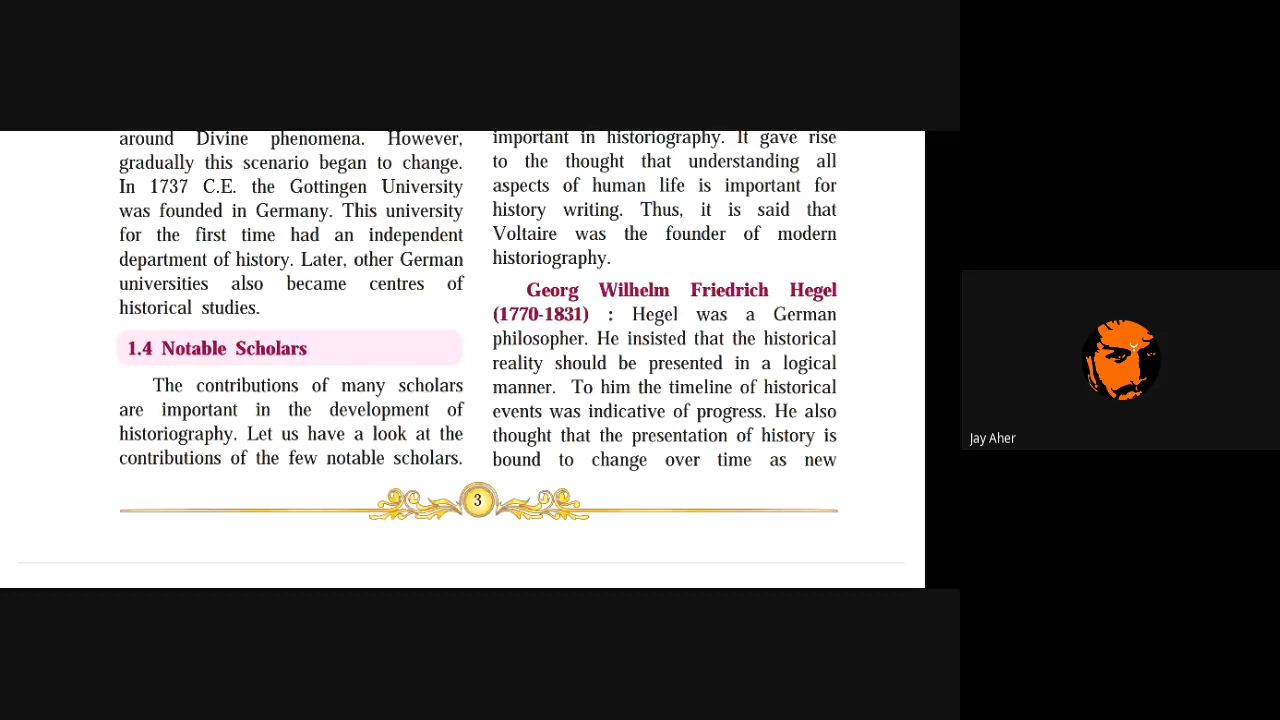 around Divine phenomena. However,
gradually this scenario began to change.
In 1737 C.E. the Gottingen University
was founded in Germany. This university
for the first time had an independent
department of history. Later, other German
universities also became centres of
historical studies.
1.4 Notable Scholars
The contributions of many scholars
are important in the development of
historiography. Let us have a look at the
contributions of the few notable scholars.
important in historiography. It gave rise
to the thought that understanding all
aspects of human life is important for
history writing. Thus, it is said that
Voltaire was the founder of modern
historiography.
Georg Wilhelm Friedrich Hegel
(1770-1831) : Hegel was a German
philosopher. He insisted that the historical
reality should be presented in a logical
manner. To him the timeline of historical
events was indicative of progress. He also
thought that the presentation of history is
bound to change over time as new
3
Jay Aher